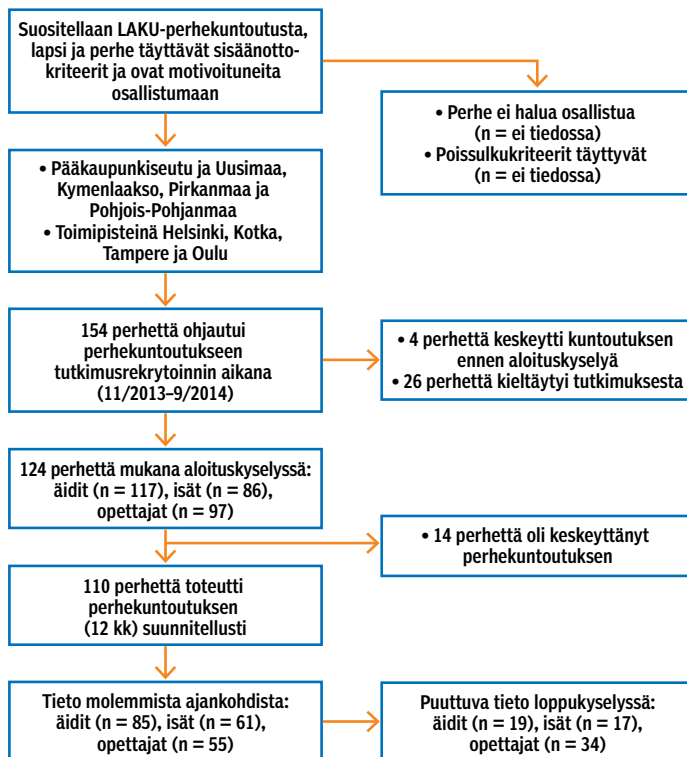 Suositellaan LAKU-perhekuntoutusta,
lapsi ja perhe täyttävät sisäänotto-
kriteerit ja ovat motivoituneita
osallistumaan
• Perhe ei halua osallistua
(n = ei tiedossa)
• Poissulkukriteerit täyttyvät
(n = ei tiedossa)
• Pääkaupunkiseutu ja Uusimaa,
Kymenlaakso, Pirkanmaa ja
Pohjois-Pohjanmaa
• Toimipisteinä Helsinki, Kotka,
Tampere ja Oulu
154 perhettä ohjautui
perhekuntoutukseen
tutkimusrekrytoinnin aikana
(11/2013–9/2014)
• 4 perhettä keskeytti kuntoutuksen
ennen aloituskyselyä
• 26 perhettä kieltäytyi tutkimuksesta
124 perhettä mukana aloituskyselyssä:
äidit (n = 117), isät (n = 86),
opettajat (n = 97)
• 14 perhettä oli keskeyttänyt
perhekuntoutuksen
110 perhettä toteutti
perhekuntoutuksen
(12 kk) suunnitellusti
Tieto molemmista ajankohdista:
äidit (n = 85), isät (n = 61),
opettajat (n = 55)
Puuttuva tieto loppukyselyssä:
äidit (n = 19), isät (n = 17),
opettajat (n = 34)